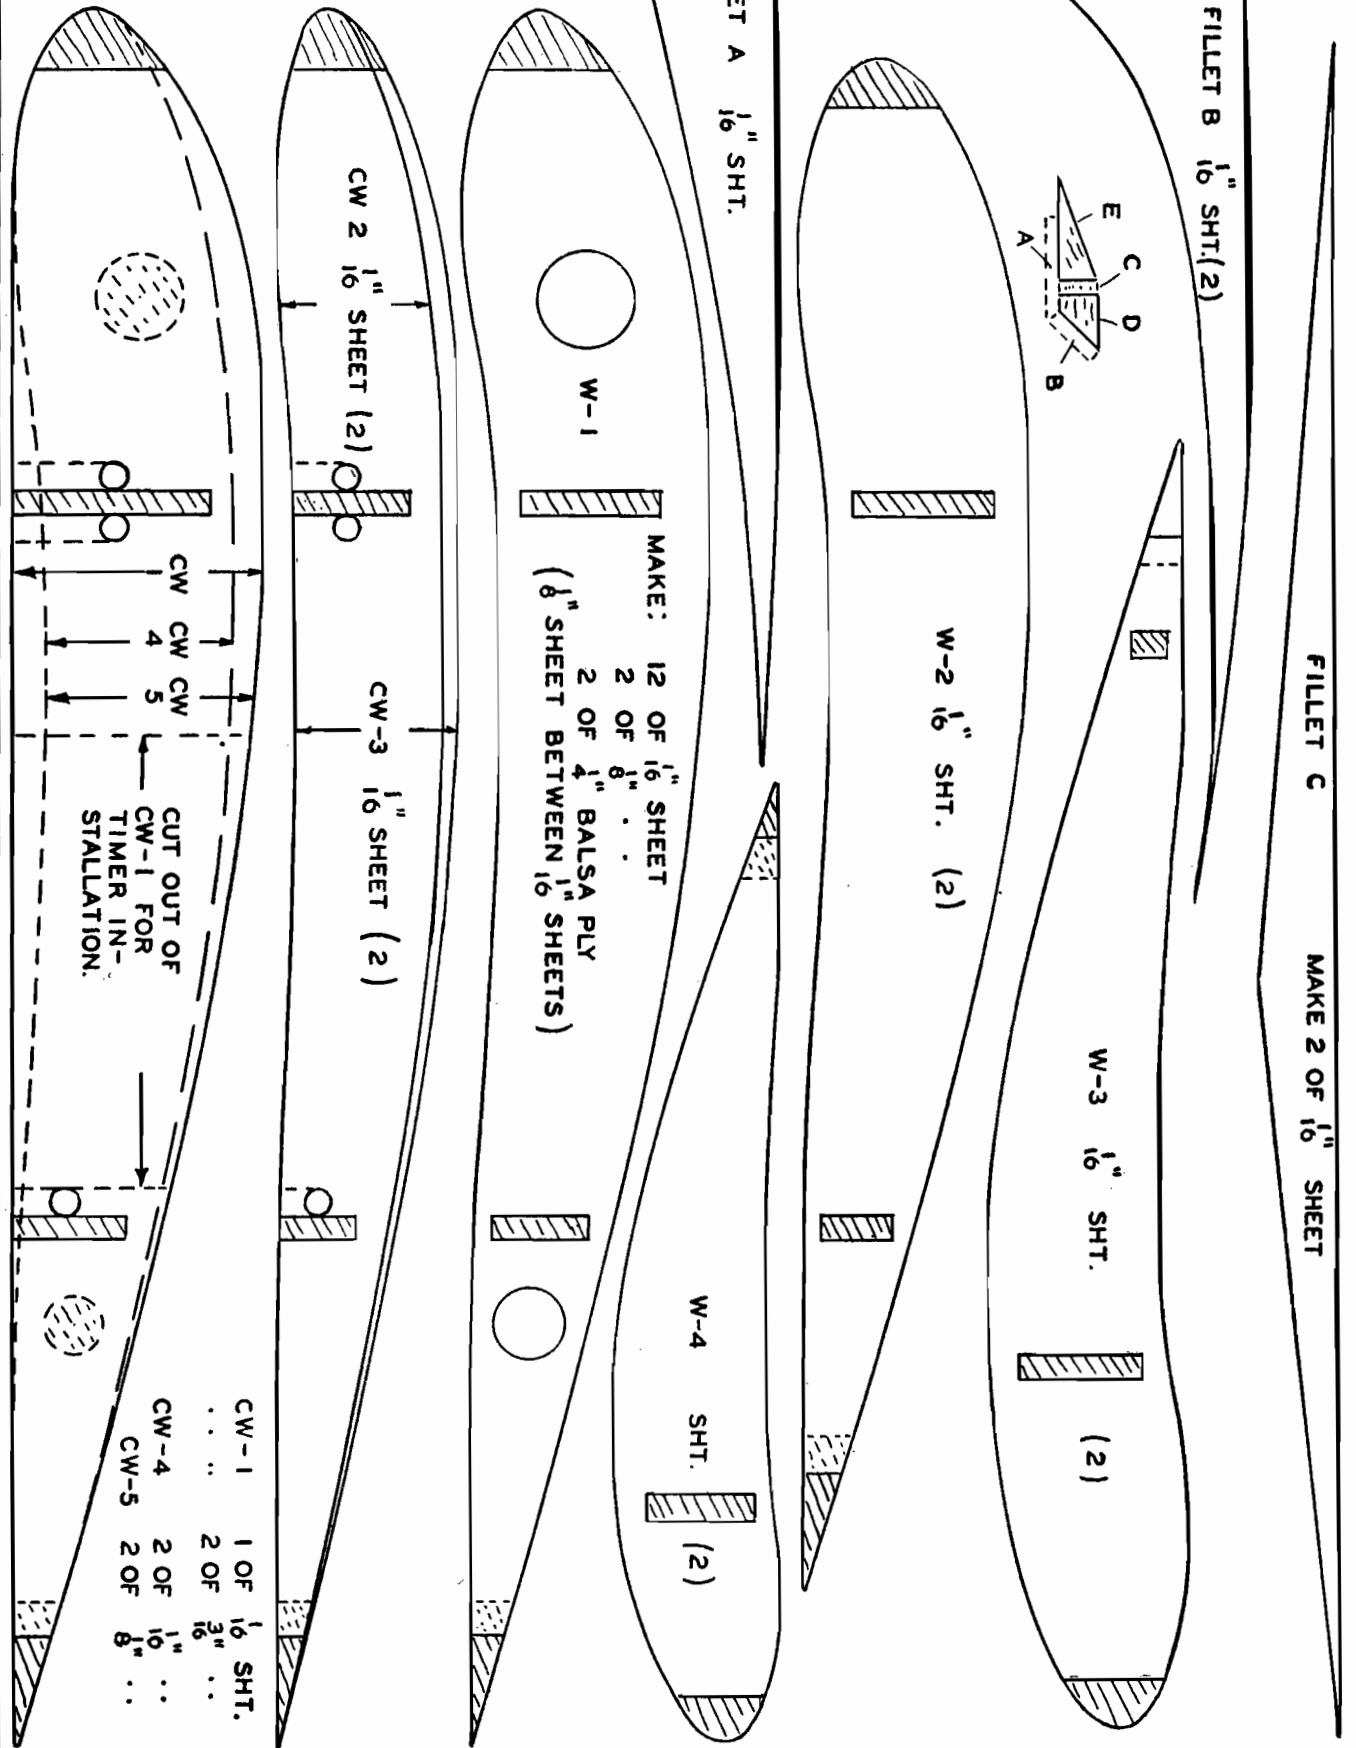 FILLET C MAKE 2 OF 1/16" SHEET
FILLET B 1/16" SHT.(2)
E
C
D
A
B
W-3 1/16" SHT. (2)
W-2 1/16" SHT. (2)
ET A 1/16" SHT.
W-4 SHT. (2)
W-1
MAKE: 12 OF 1/16" SHEET
2 OF 1/8" . .
2 OF 1/4" BALSA PLY
(1/8" SHEET BETWEEN 1/16" SHEETS)
CW 2 1/16" SHEET (2)
CW-3 1/16" SHEET (2)
CW
CW 4
CW 5
CUT OUT OF
CW-1 FOR
TIMER IN-
STALLATION.
CW-1 1 OF 1/16 SHT.
.. .. 2 OF 3/16" ..
CW-4 2 OF 1/16" ..
CW-5 2 OF 1/8" ..